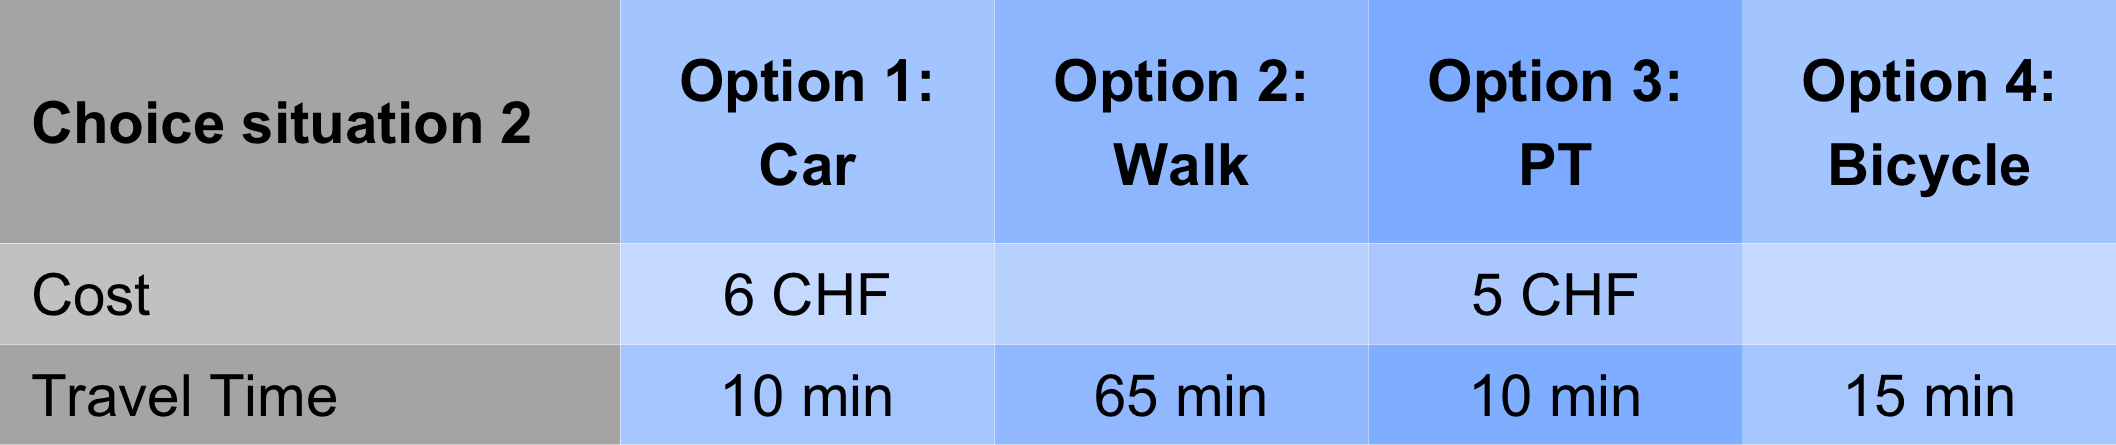 Choice situation 2
Option 1:
Car
Option 2:
Walk
Option 3:
PT
Option 4:
Bicycle
Cost
6 CHF
5 CHF
Travel Time
10 min
65 min
10 min
15 min